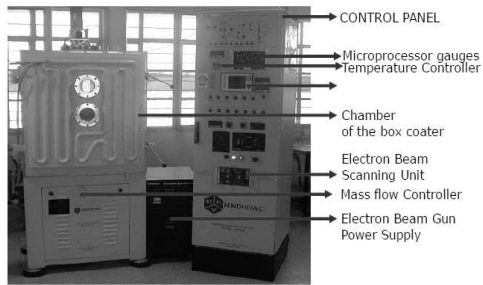 CONTROL PANEL
Microprocessor gauges
Temperature Controller
Chamber
of the box coater
Electron Beam
Scanning Unit
Mass flow Controller
Electron Beam Gun
Power Supply
HINDHIVAC